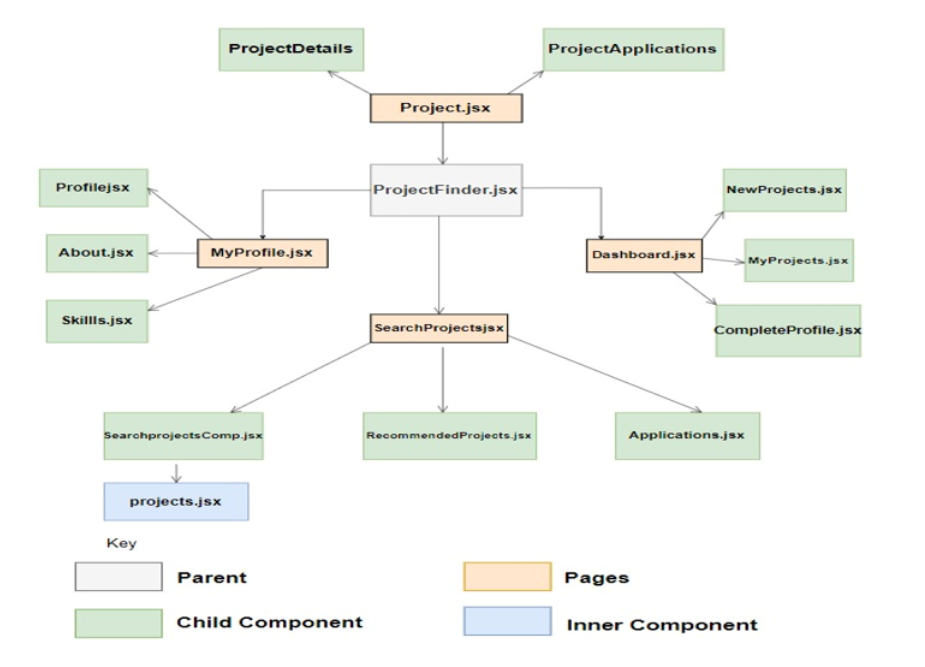 ProjectDetails
ProjectApplications
Project.jsx
ProjectFinder.jsx
Profilejsx
NewProjects.jsx
About.jsx
MyProfile.jsx
Dashboard.jsx
MyProjects.jsx
Skillls.jsx
SearchProjectsjsx
CompleteProfile.jsx
SearchprojectsComp.jsx
RecommendedProjects.jsx
Applications.jsx
projects.jsx
Key
Parent
Pages
Child Component
Inner Component